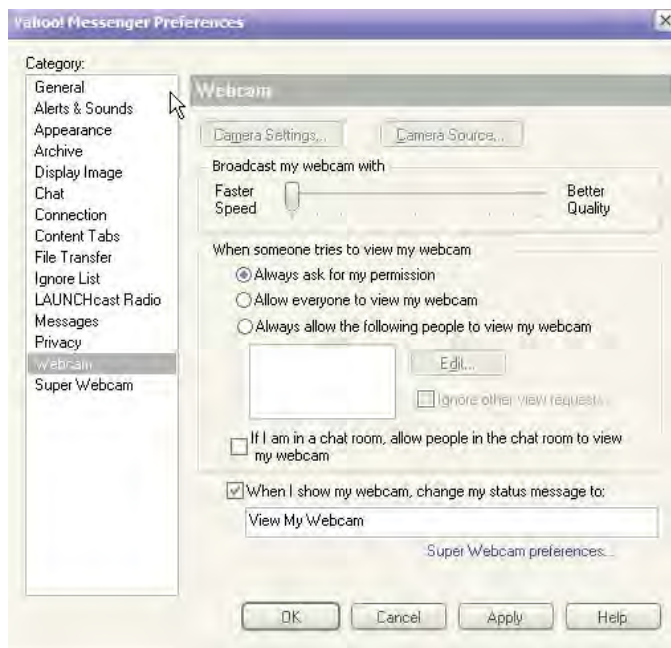 Yahoo! Messenger Preferences
Category:
General
Alerts & Sounds
Appearance
Archive
Display Image
Chat
Connection
Content Tabs
File Transfer
Ignore List
LAUNCHcast Radio
Messages
Privacy
Webcam
Super Webcam
Webcam
Camera Settings...
Camera Source...
Broadcast my webcam with
Faster
Speed
Better
Quality
When someone tries to view my webcam
Always ask for my permission
Allow everyone to view my webcam
Always allow the following people to view my webcam
Edit...
Ignore other view requests
If I am in a chat room, allow people in the chat room to view
my webcam
When I show my webcam, change my status message to:
View My Webcam
Super Webcam preferences...
OK
Cancel
Apply
Help